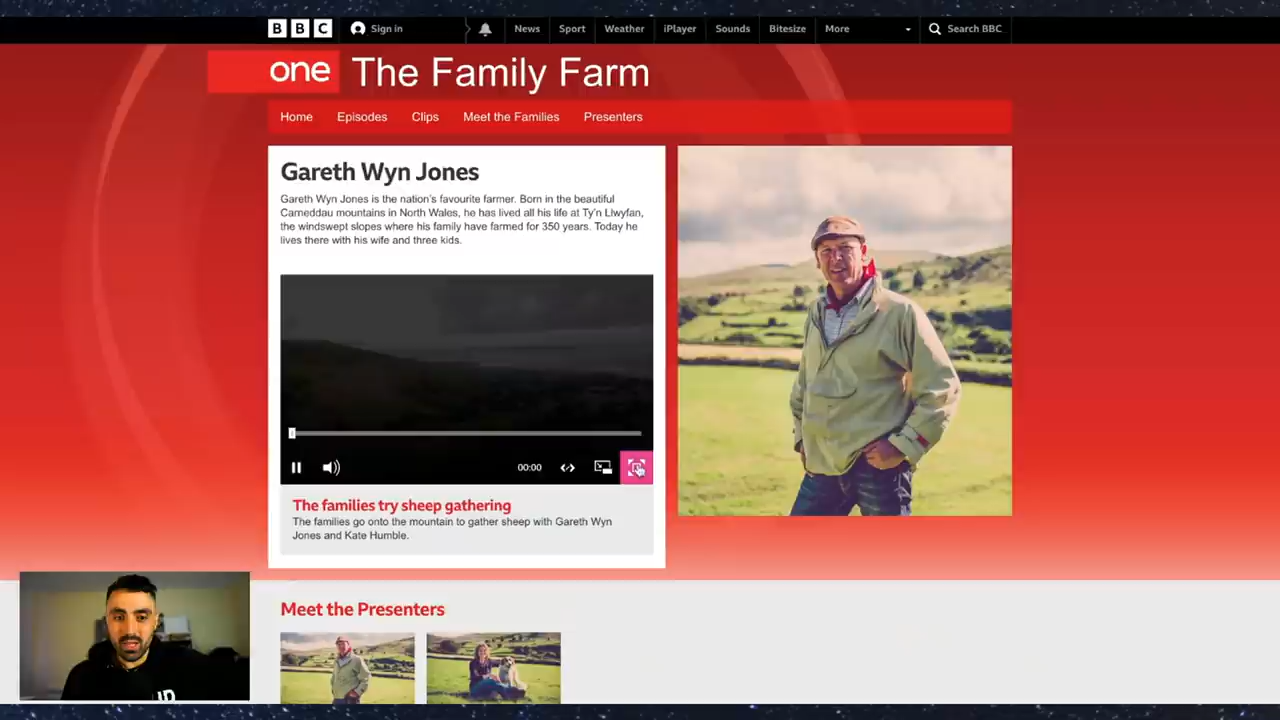 BBC
Sign in
News
Sport
Weather
iPlayer
Sounds
Bitesize
More
Search BBC
one
The Family Farm
Home
Episodes
Clips
Meet the Families
Presenters
Gareth Wyn Jones
Gareth Wyn Jones is the nation's favourite farmer. Born in the beautiful
Carneddau mountains in North Wales, he has lived all his life at Ty'n Llwyfan,
the windswept slopes where his family have farmed for 350 years. Today he
lives there with his wife and three kids.
00:00
The families try sheep gathering
The families go onto the mountain to gather sheep with Gareth Wyn
Jones and Kate Humble.
Meet the Presenters